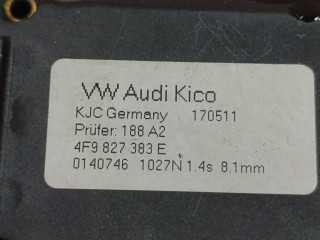 VW Audi Kico
KJC Germany 170511
Prüfer: 188 A2
4F9 827 383 E
0140746 1027N 1.4s 8.1mm